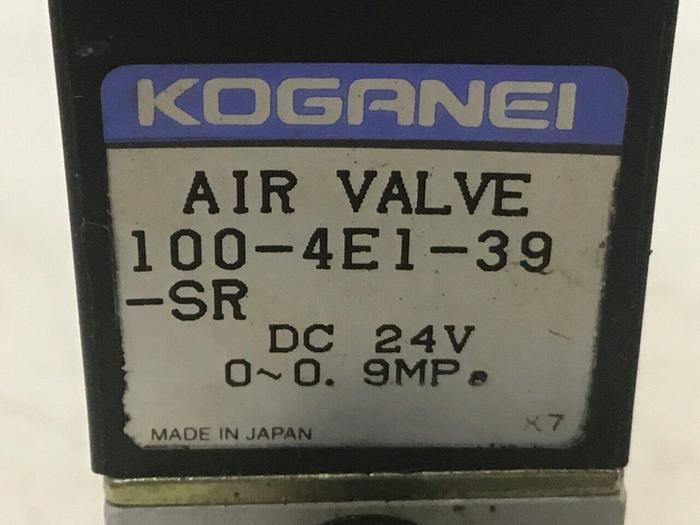 KOGANEI
AIR VALVE
100-4E1-39
-SR
DC 24V
0~0.9MPa
MADE IN JAPAN
X7